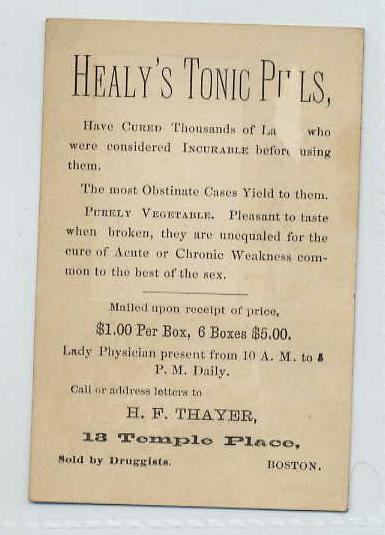 HEALY'S TONIC P LS,
Have CURED Thousands of La who
were considered INCURABLE before using
them.
The most Obstinate Cases Yield to them.
PURELY VEGETABLE. Pleasant to taste
when broken, they are unequaled for the
cure of Acute or Chronic Weakness com-
mon to the best of the sex.
Mailed upon receipt of price,
$1.00 Per Box, 6 Boxes $5.00.
Lady Physician present from 10 A. M. to
P. M. Daily.
Call or address letters to
H. F. THAYER,
13 Temple Place,
Sold by Druggists. BOSTON.